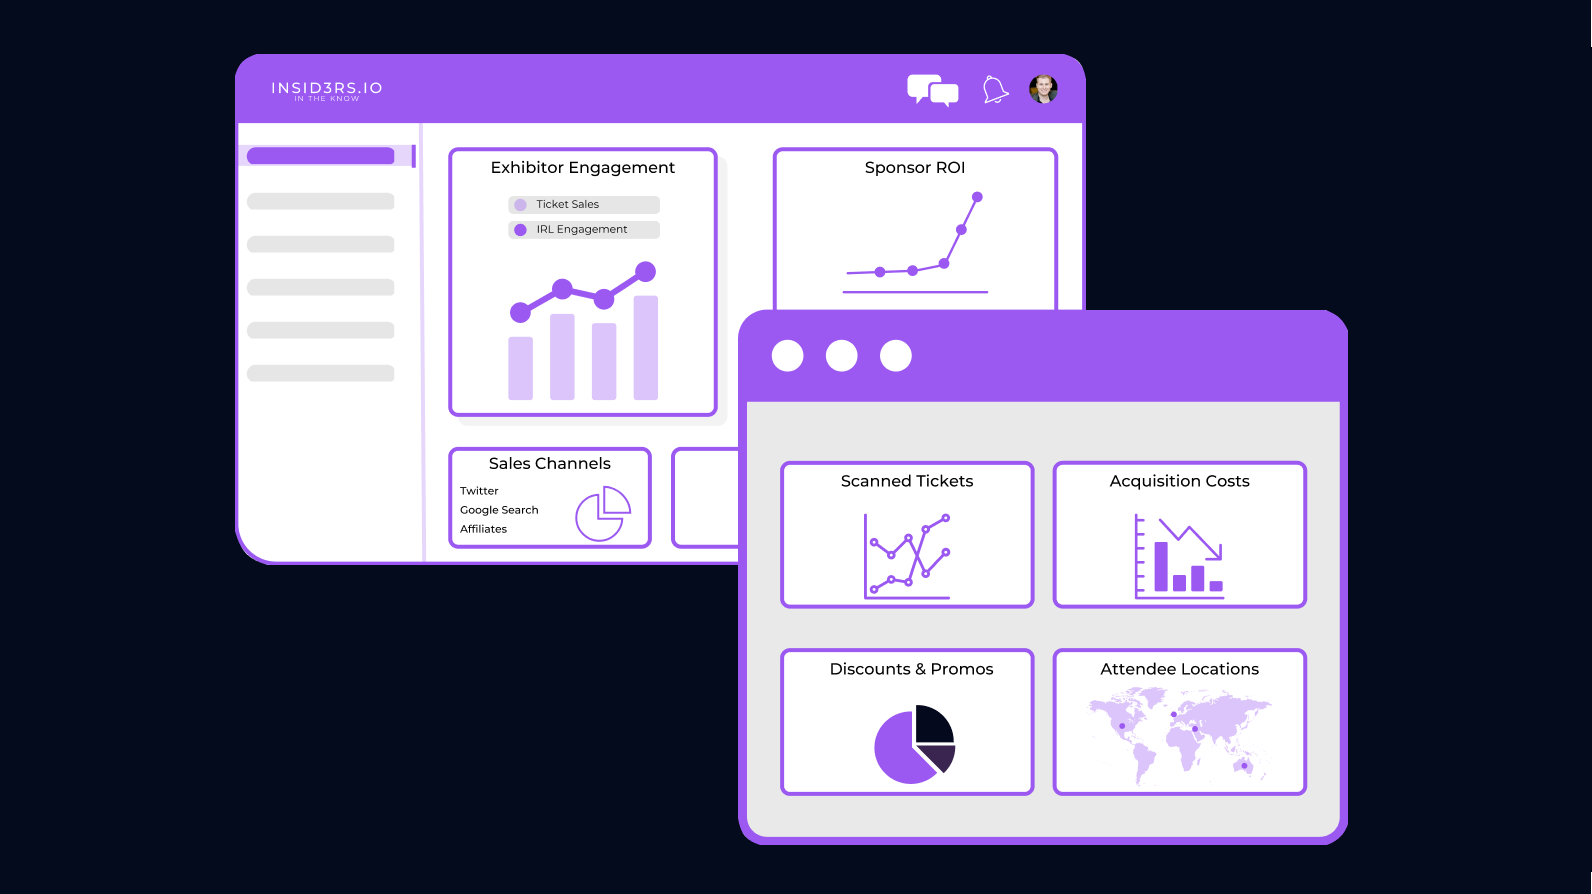 INSID3RS.IO
IN THE KNOW
Exhibitor Engagement
Ticket Sales
IRL Engagement
Sponsor ROI
Sales Channels
Twitter
Google Search
Affiliates
Scanned Tickets
Acquisition Costs
Discounts & Promos
Attendee Locations